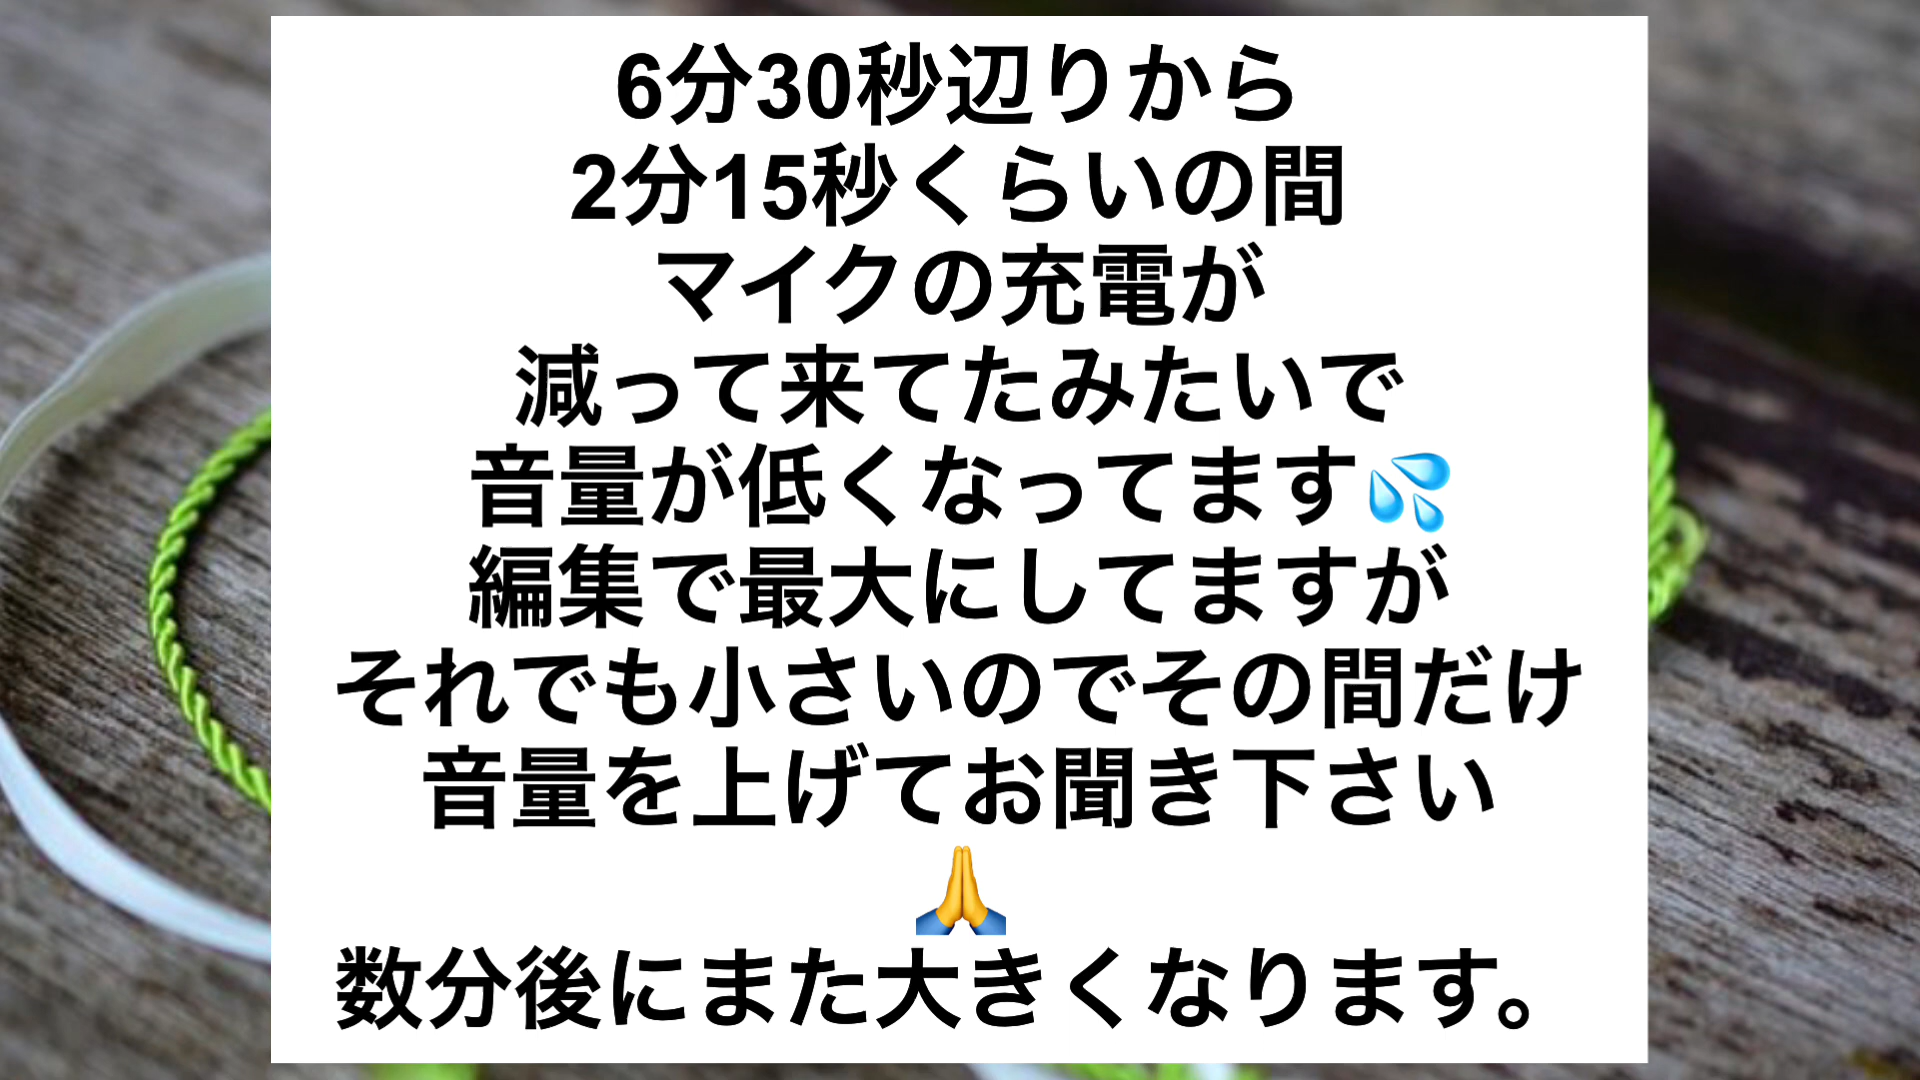 6分30秒辺りから
2分15秒くらいの間
マイクの充電が
減って来てたみたいで
音量が低くなってます💦
編集で最大にしてますが
それでも小さいのでその間だけ
音量を上げてお聞き下さい
🙏
数分後にまた大きくなります。